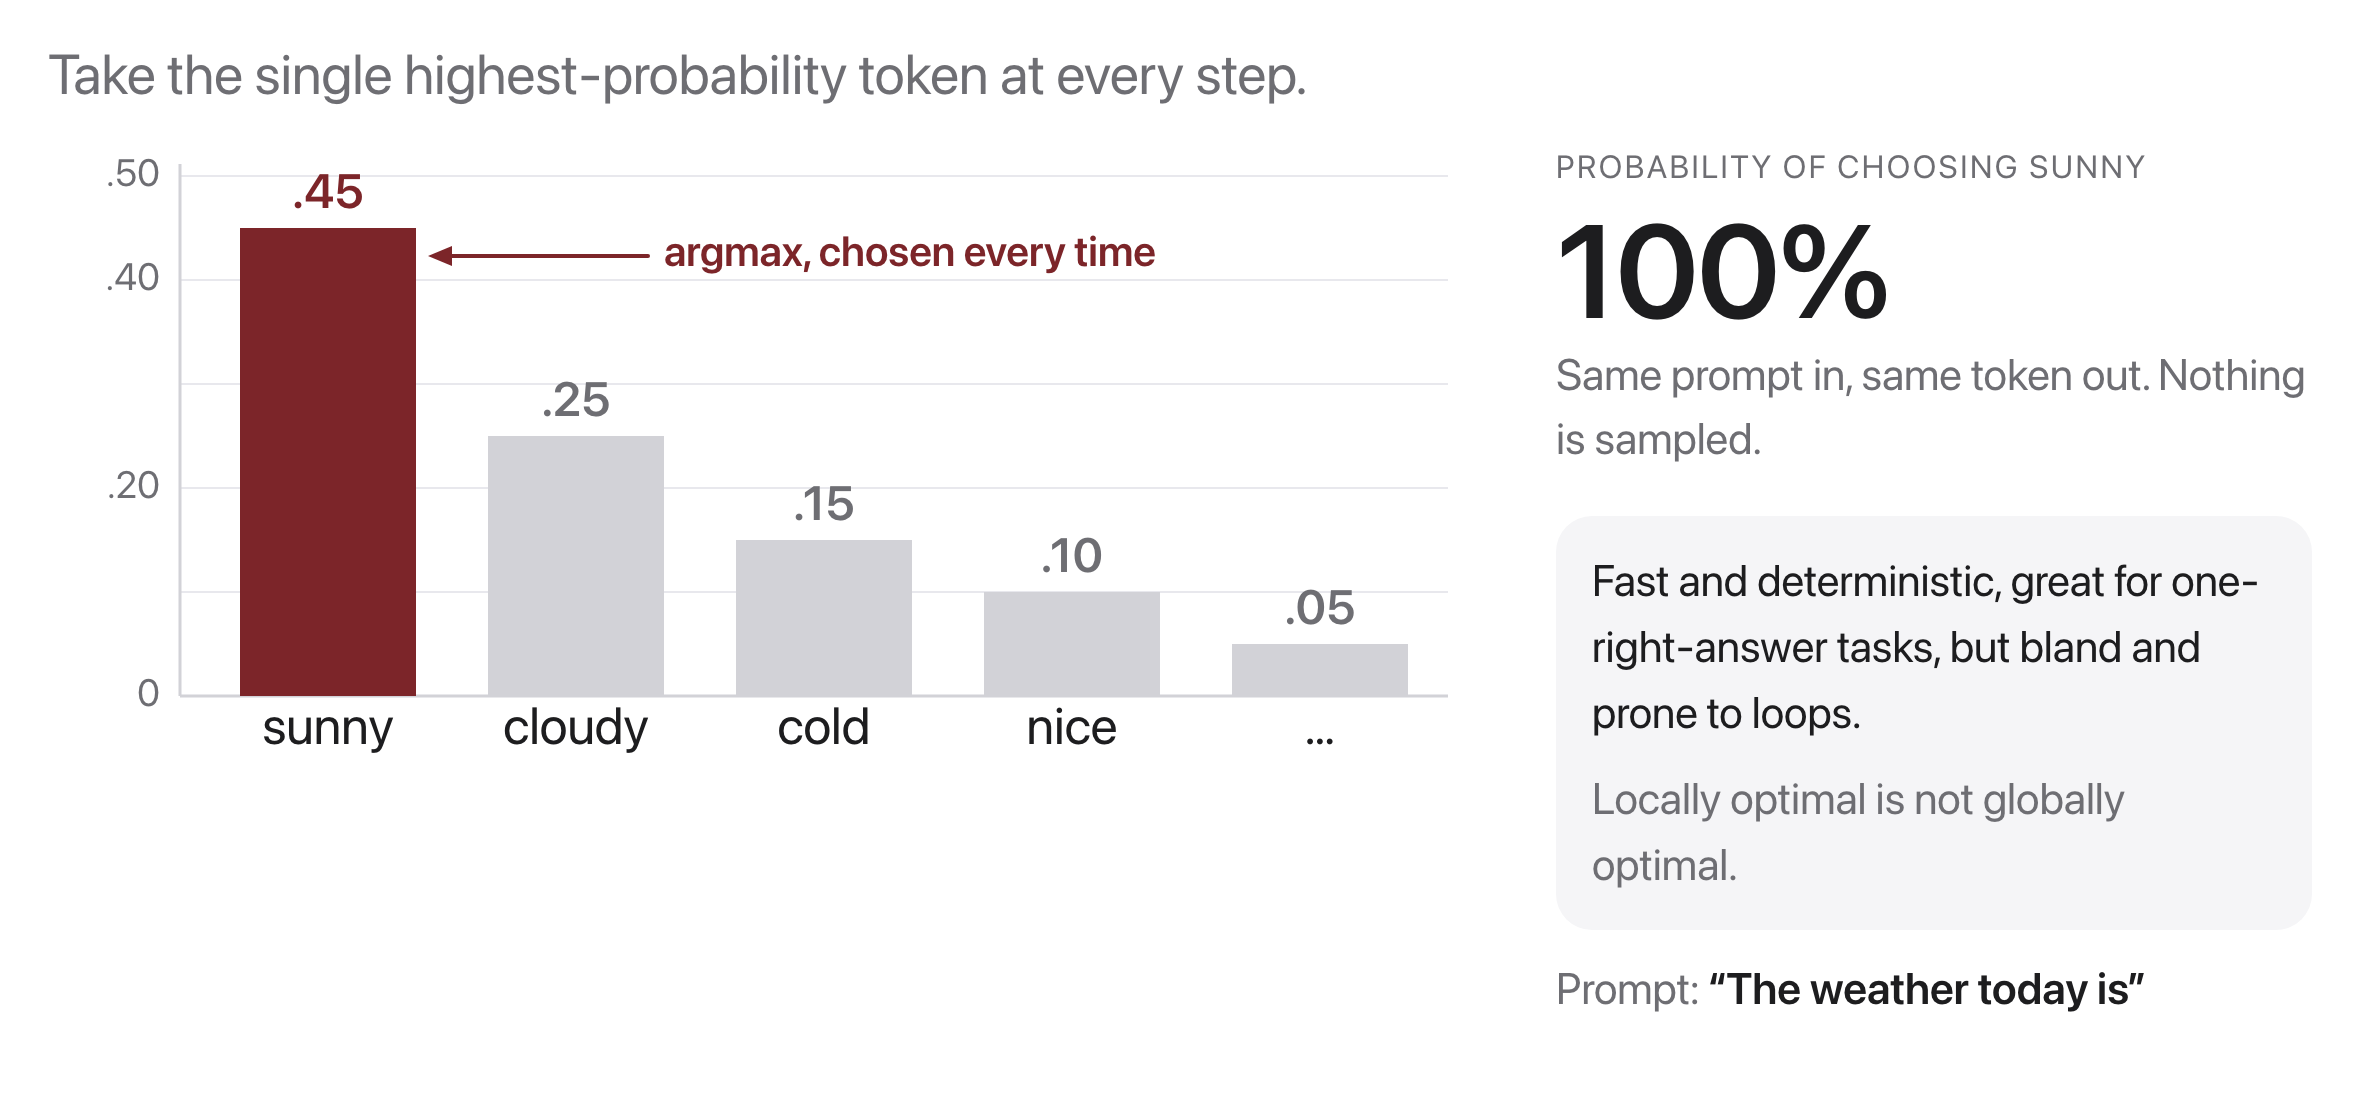 Take the single highest-probability token at every step.
.50
.40
.20
0
.45
argmax, chosen every time
.25
.15
.10
.05
sunny
cloudy
cold
nice
...
PROBABILITY OF CHOOSING SUNNY
100%
Same prompt in, same token out. Nothing
is sampled.
Fast and deterministic, great for one-
right-answer tasks, but bland and
prone to loops.
Locally optimal is not globally
optimal.
Prompt: “The weather today is”